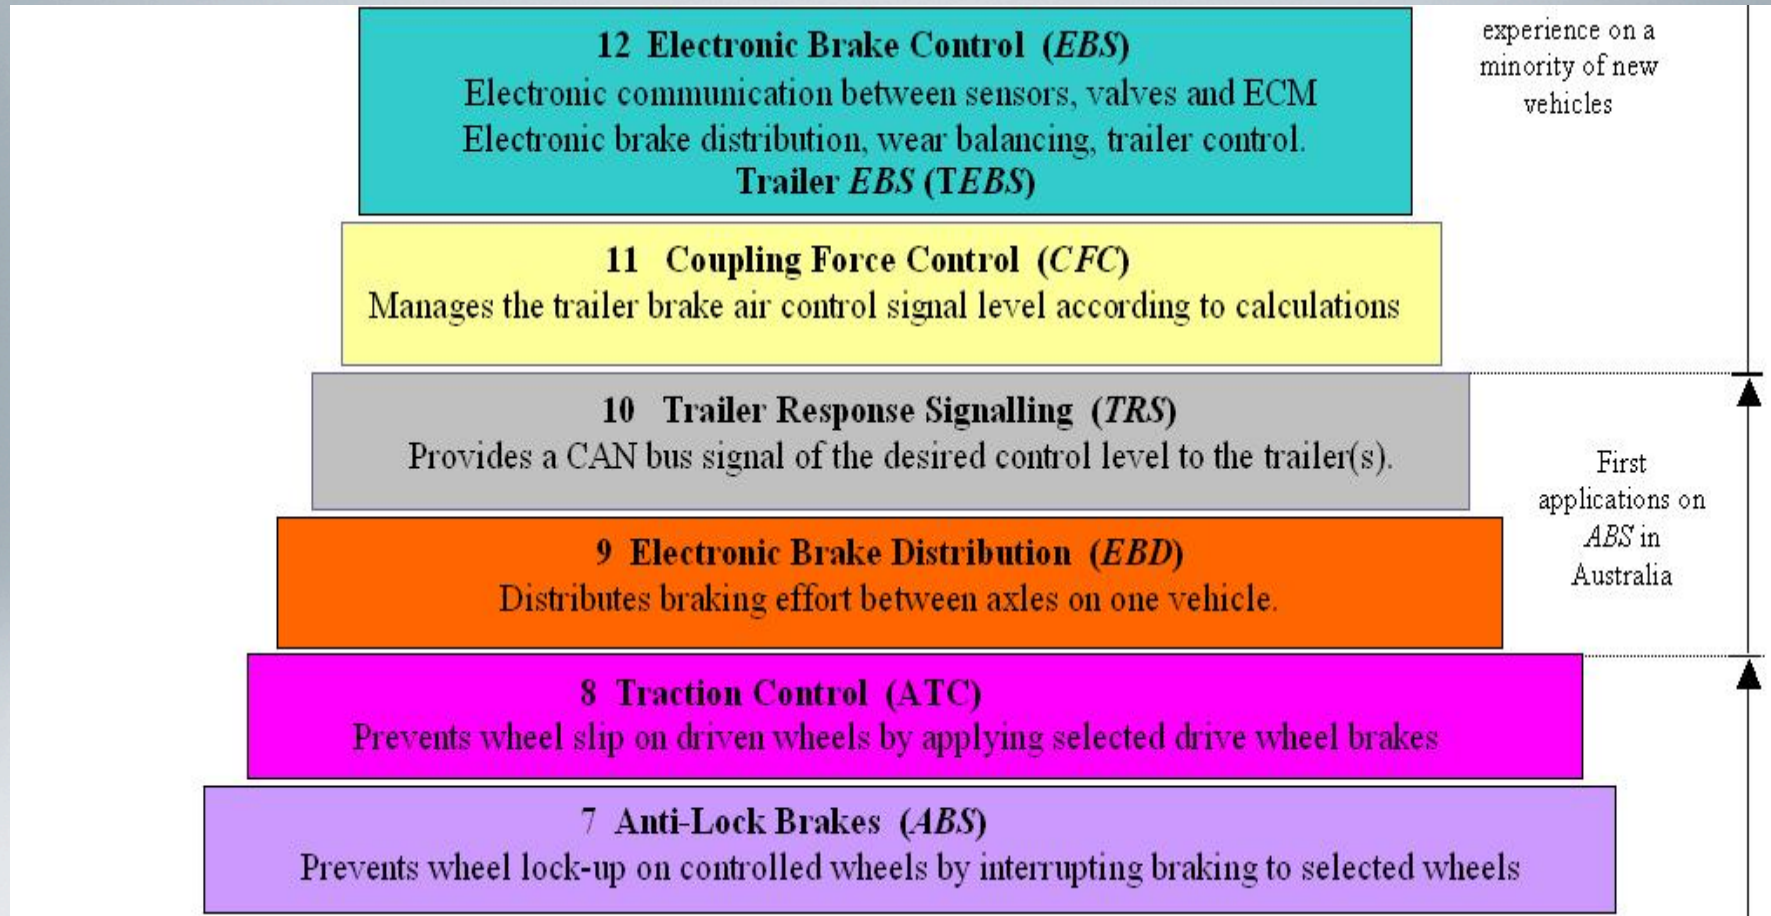 12 Electronic Brake Control (EBS)
Electronic communication between sensors, valves and ECM
Electronic brake distribution, wear balancing, trailer control.
Trailer EBS (TEBS)
experience on a
minority of new
vehicles
11 Coupling Force Control (CFC)
Manages the trailer brake air control signal level according to calculations
10 Trailer Response Signalling (TRS)
Provides a CAN bus signal of the desired control level to the trailer(s).
First
applications on
ABS in
Australia
9 Electronic Brake Distribution (EBD)
Distributes braking effort between axles on one vehicle.
8 Traction Control (ATC)
Prevents wheel slip on driven wheels by applying selected drive wheel brakes
7 Anti-Lock Brakes (ABS)
Prevents wheel lock-up on controlled wheels by interrupting braking to selected wheels